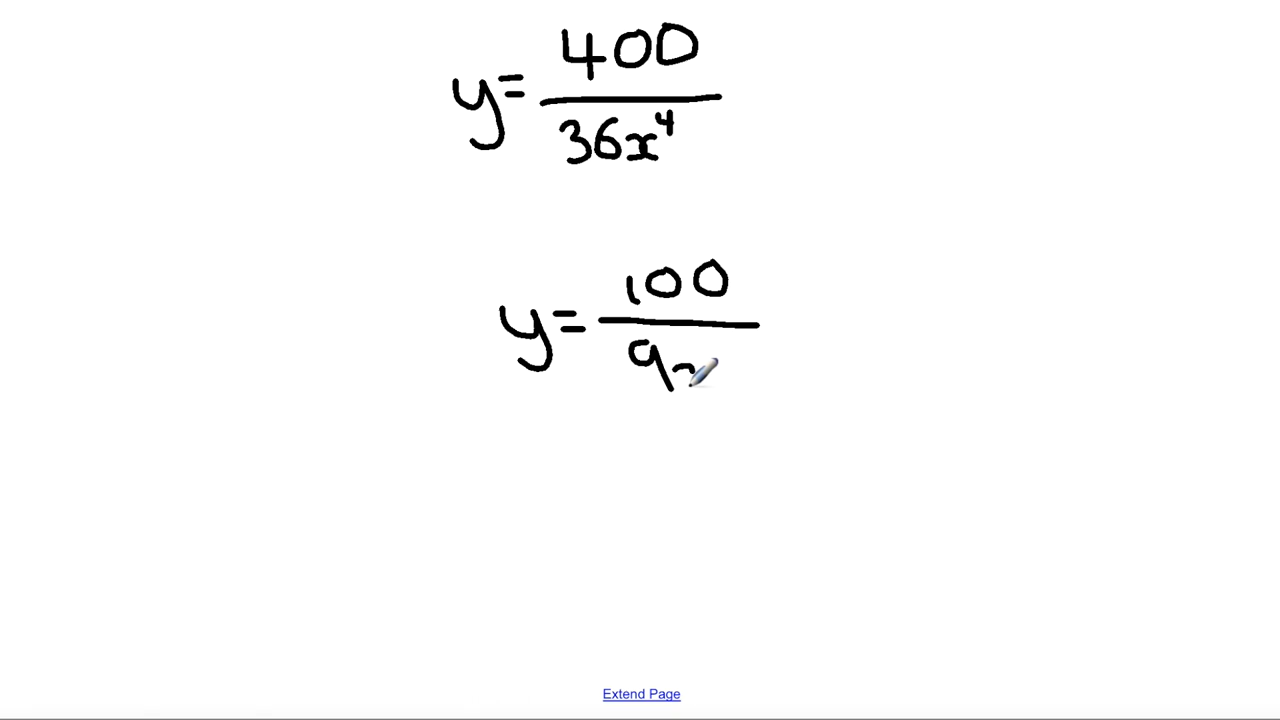 y = 400 / 36x⁴
y = 100 / 9
Extend Page